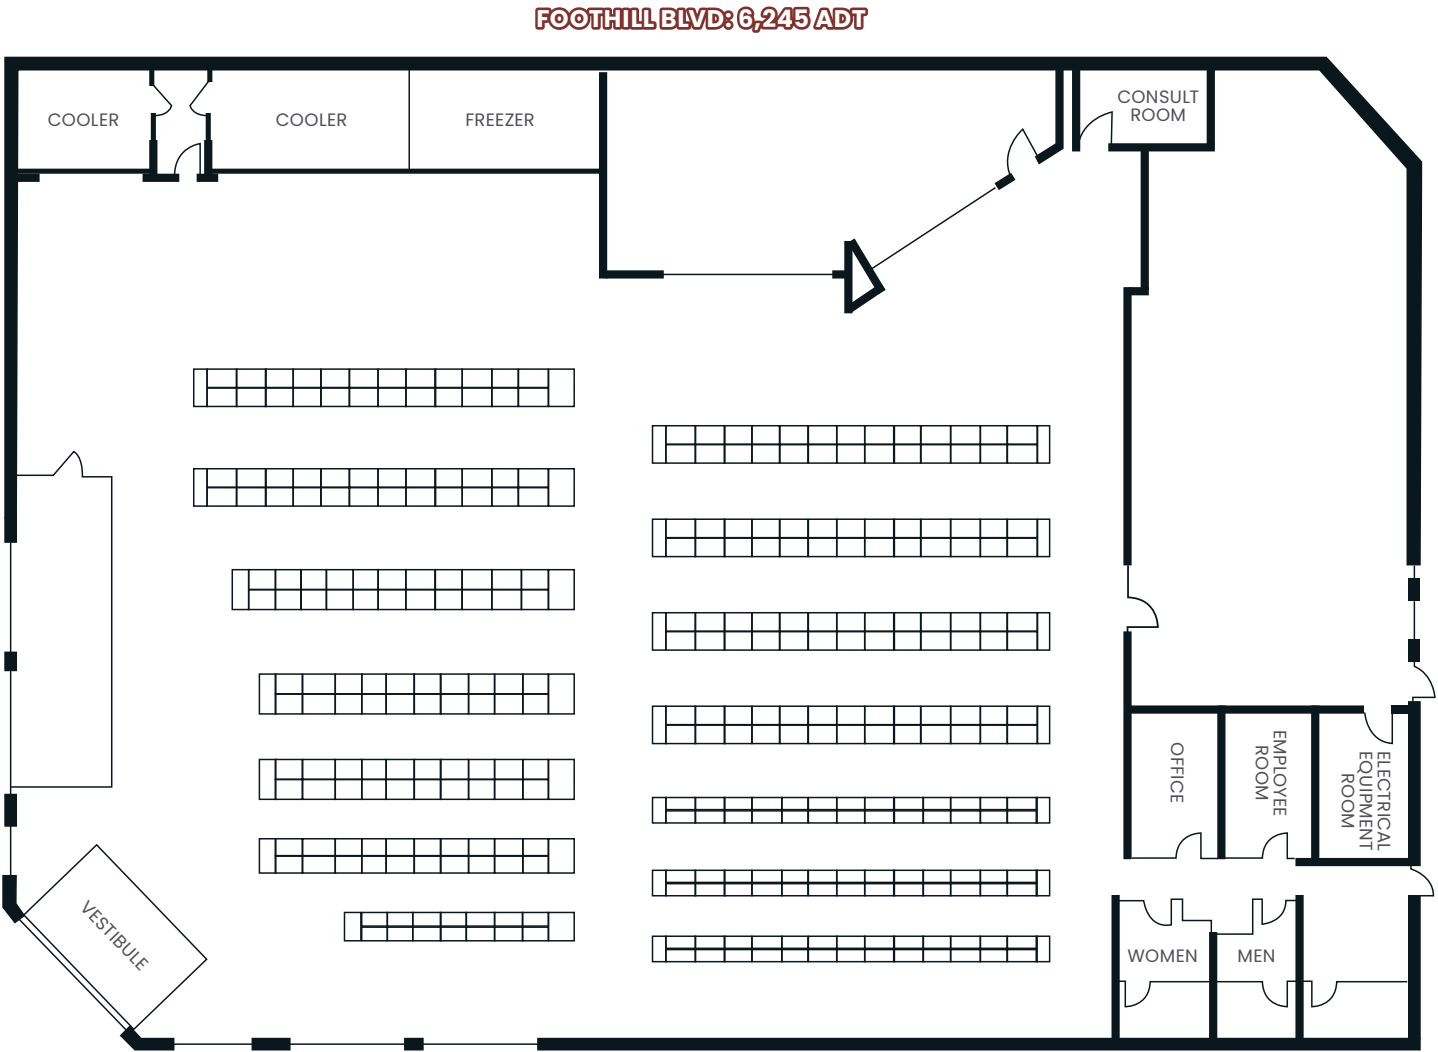 FOOTHILL BLVD: 6,245 ADT
COOLER
COOLER
FREEZER
CONSULT
ROOM
OFFICE
EMPLOYEE
ROOM
ELECTRICAL
EQUIPMENT
ROOM
VESTIBULE
WOMEN
MEN